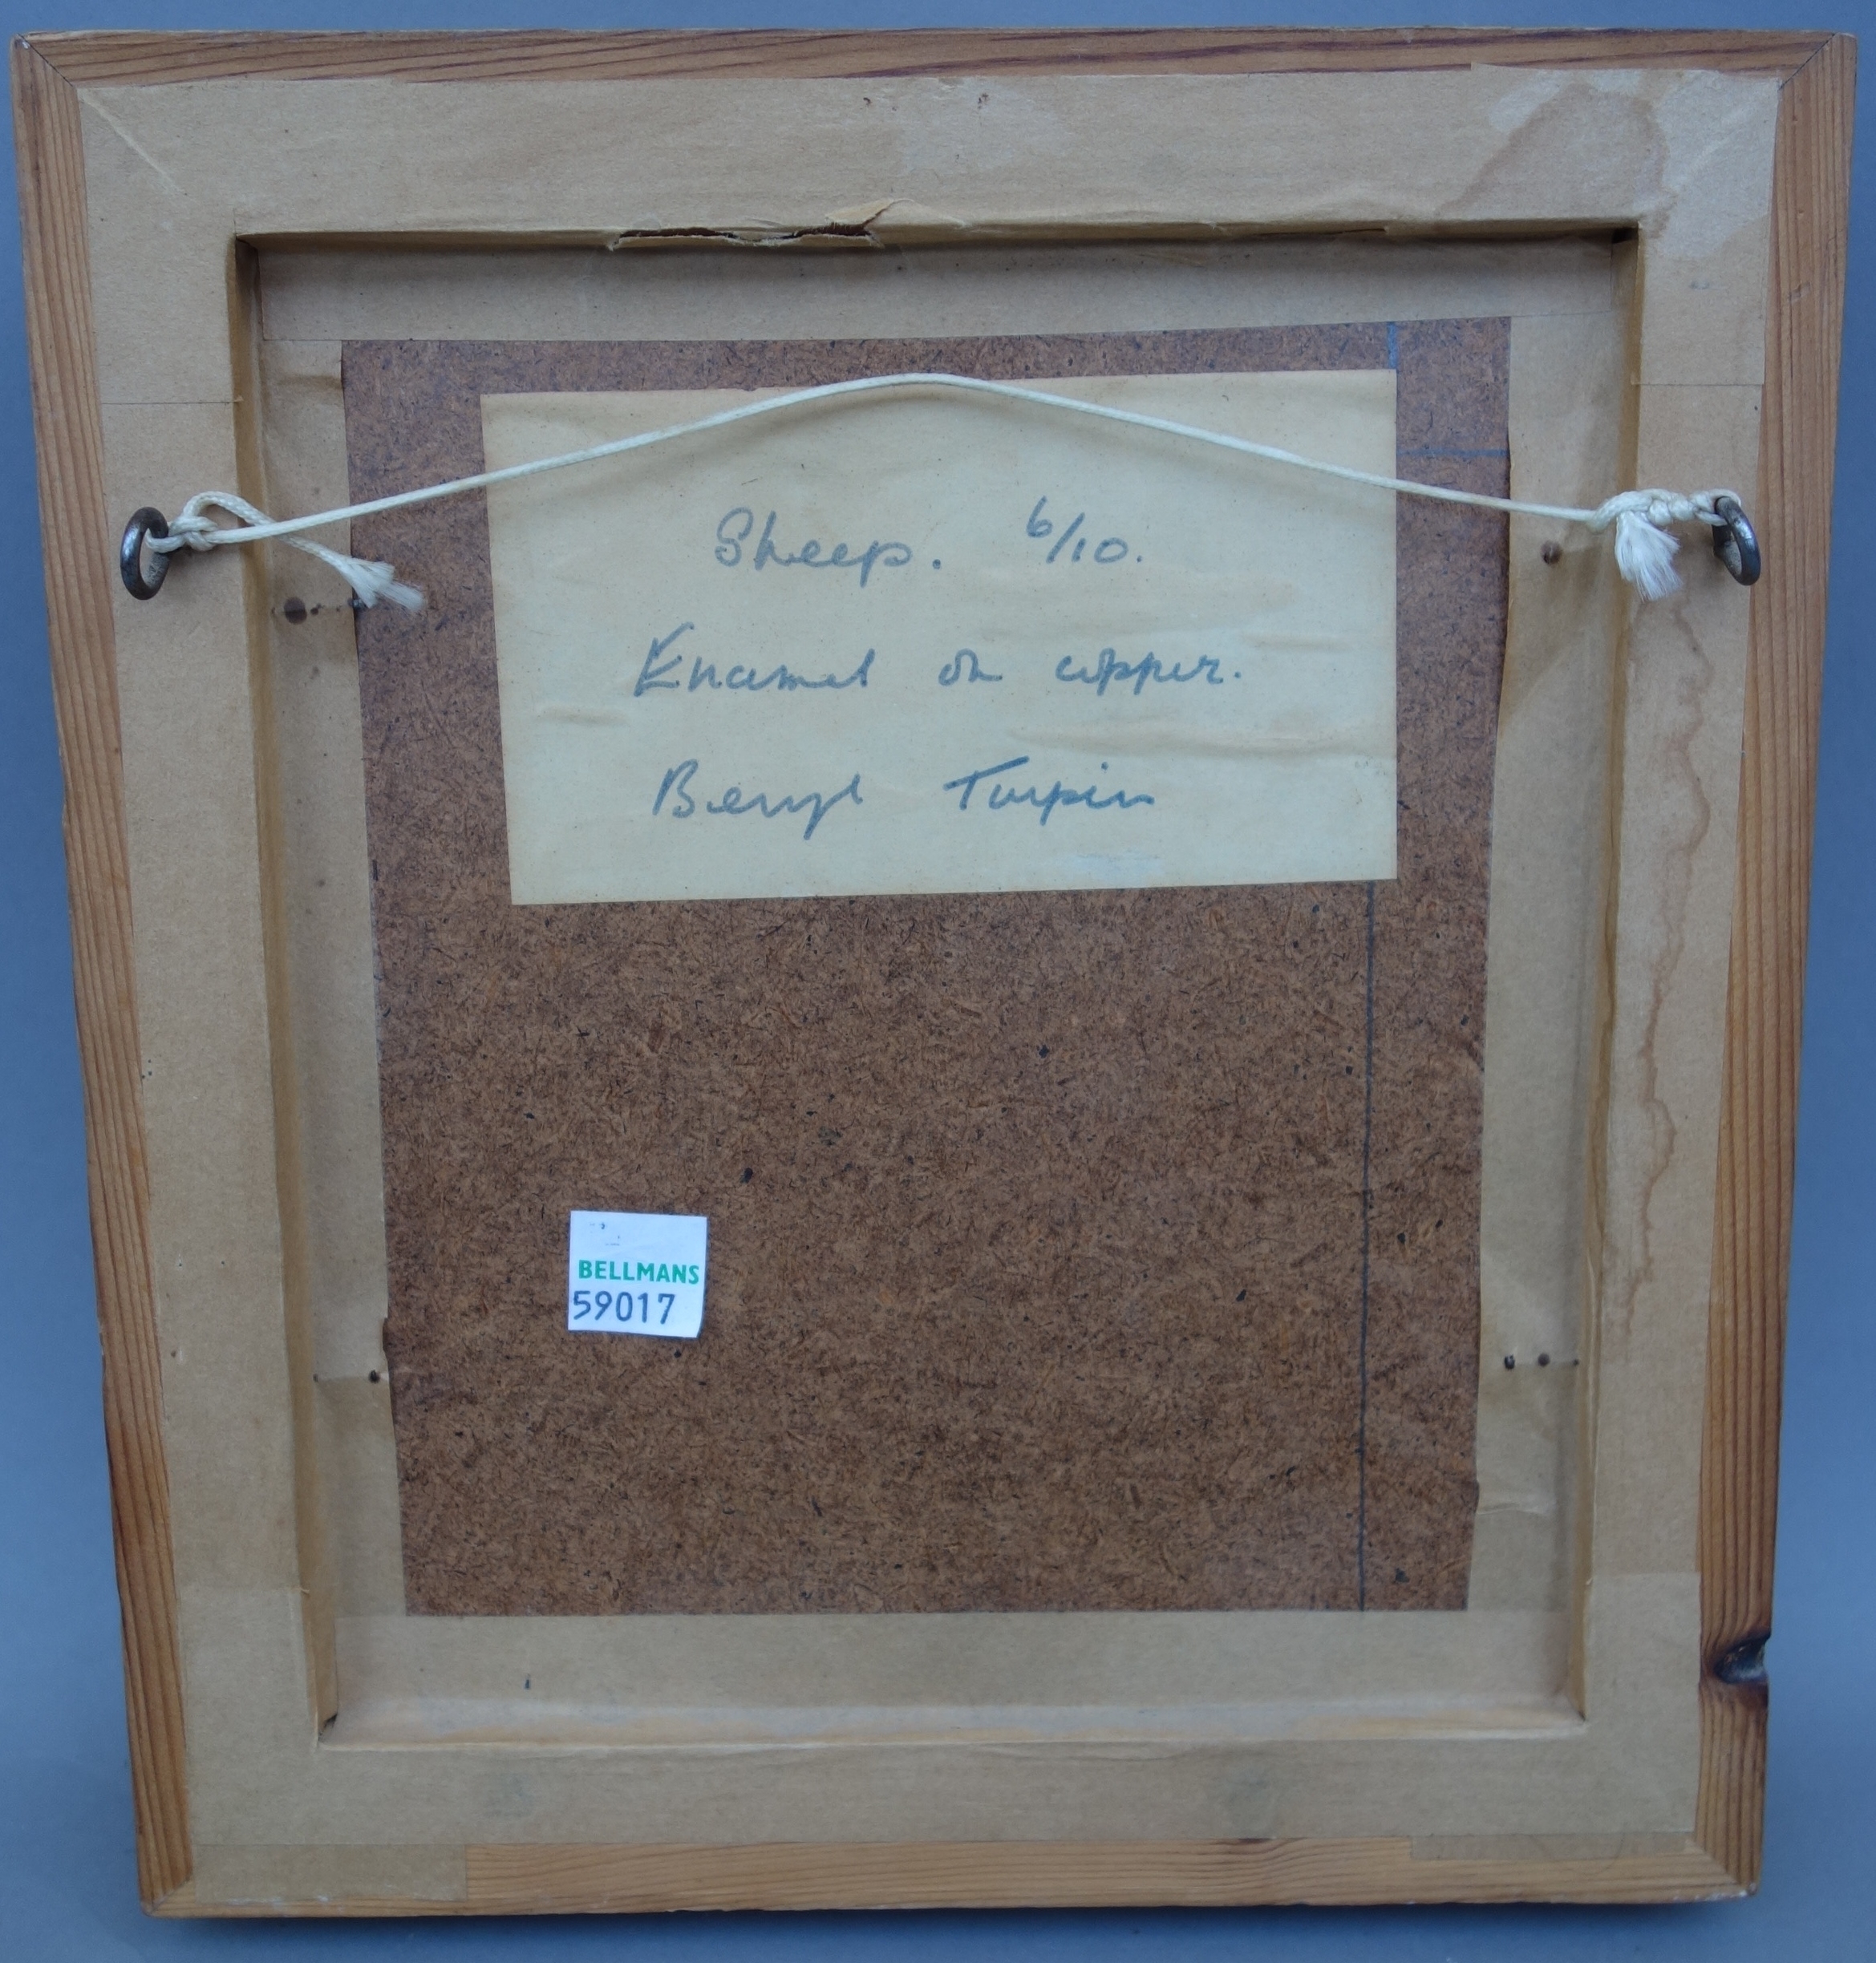 Sheep. 6/10.
Enamel on copper.
Beryl Turpin
BELLMANS
59017